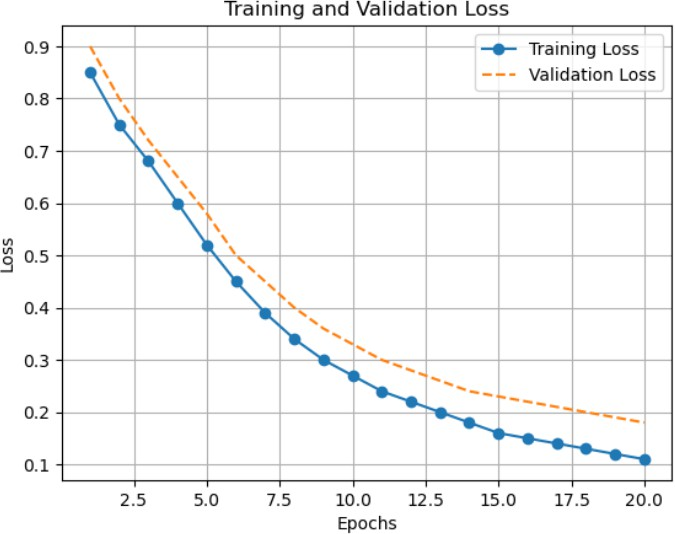 Training and Validation Loss
Training Loss
Validation Loss
0.9
0.8
0.7
0.6
0.5
0.4
0.3
0.2
0.1
Loss
2.5 5.0 7.5 10.0 12.5 15.0 17.5 20.0
Epochs